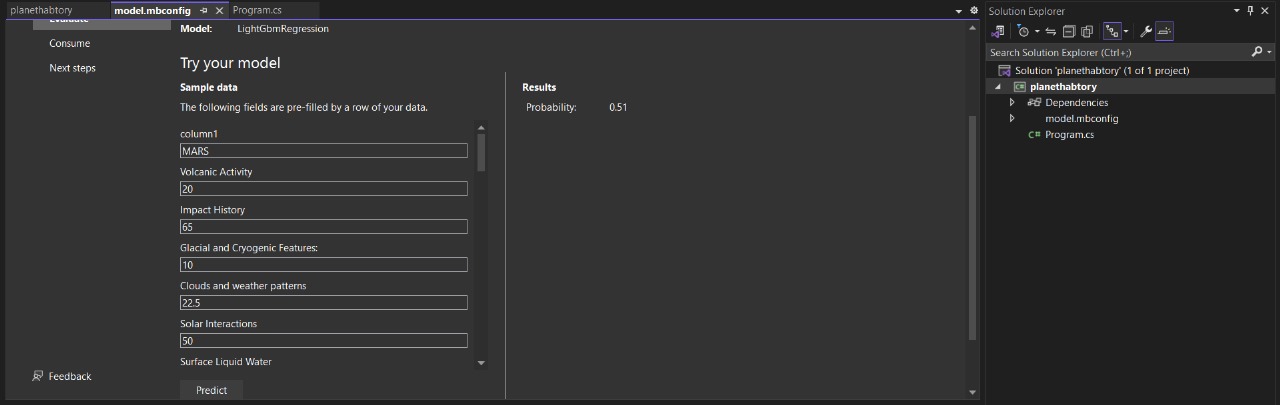 planethabtory
model.mbconfig
Program.cs
Evaluate
Consume
Next steps
Feedback
Model: LightGbmRegression
Try your model
Sample data
The following fields are pre-filled by a row of your data.
column1
MARS
Volcanic Activity
20
Impact History
65
Glacial and Cryogenic Features:
10
Clouds and weather patterns
22.5
Solar Interactions
50
Surface Liquid Water
Predict
Results
Probability: 0.51
Solution Explorer
Search Solution Explorer (Ctrl+;)
Solution 'planethabtory' (1 of 1 project)
C# planethabtory
Dependencies
model.mbconfig
C# Program.cs